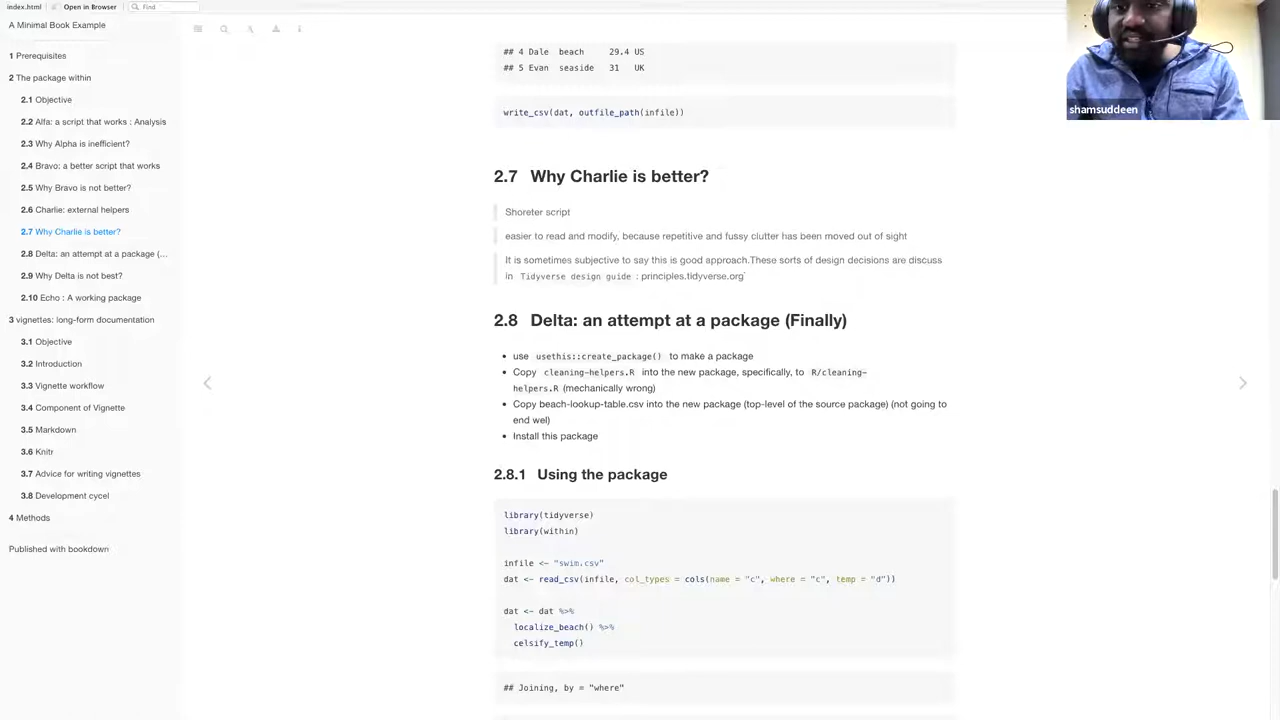 index.html Open in Browser Find
A Minimal Book Example
1 Prerequisites
2 The package within
2.1 Objective
2.2 Alfa: a script that works : Analysis
2.3 Why Alpha is inefficient?
2.4 Bravo: a better script that works
2.5 Why Bravo is not better?
2.6 Charlie: external helpers
2.7 Why Charlie is better?
2.8 Delta: an attempt at a package (...
2.9 Why Delta is not best?
2.10 Echo : A working package
3 vignettes: long-form documentation
3.1 Objective
3.2 Introduction
3.3 Vignette workflow
3.4 Component of Vignette
3.5 Markdown
3.6 Knitr
3.7 Advice for writing vignettes
3.8 Development cycel
4 Methods
Published with bookdown
## 4 Dale beach 29.4 US
## 5 Evan seaside 31 UK
write_csv(dat, outfile_path(infile))
2.7 Why Charlie is better?
Shoreter script
easier to read and modify, because repetitive and fussy clutter has been moved out of sight
It is sometimes subjective to say this is good approach.These sorts of design decisions are discuss
in Tidyverse design guide : principles.tidyverse.org`
2.8 Delta: an attempt at a package (Finally)
• use usethis::create_package() to make a package
• Copy cleaning-helpers.R into the new package, specifically, to R/cleaning-
helpers.R (mechanically wrong)
• Copy beach-lookup-table.csv into the new package (top-level of the source package) (not going to
end wel)
• Install this package
2.8.1 Using the package
library(tidyverse)
library(within)
infile <- "swim.csv"
dat <- read_csv(infile, col_types = cols(name = "c", where = "c", temp = "d"))
dat <- dat %>%
localize_beach() %>%
celsify_temp()
## Joining, by = "where"
shamsuddeen